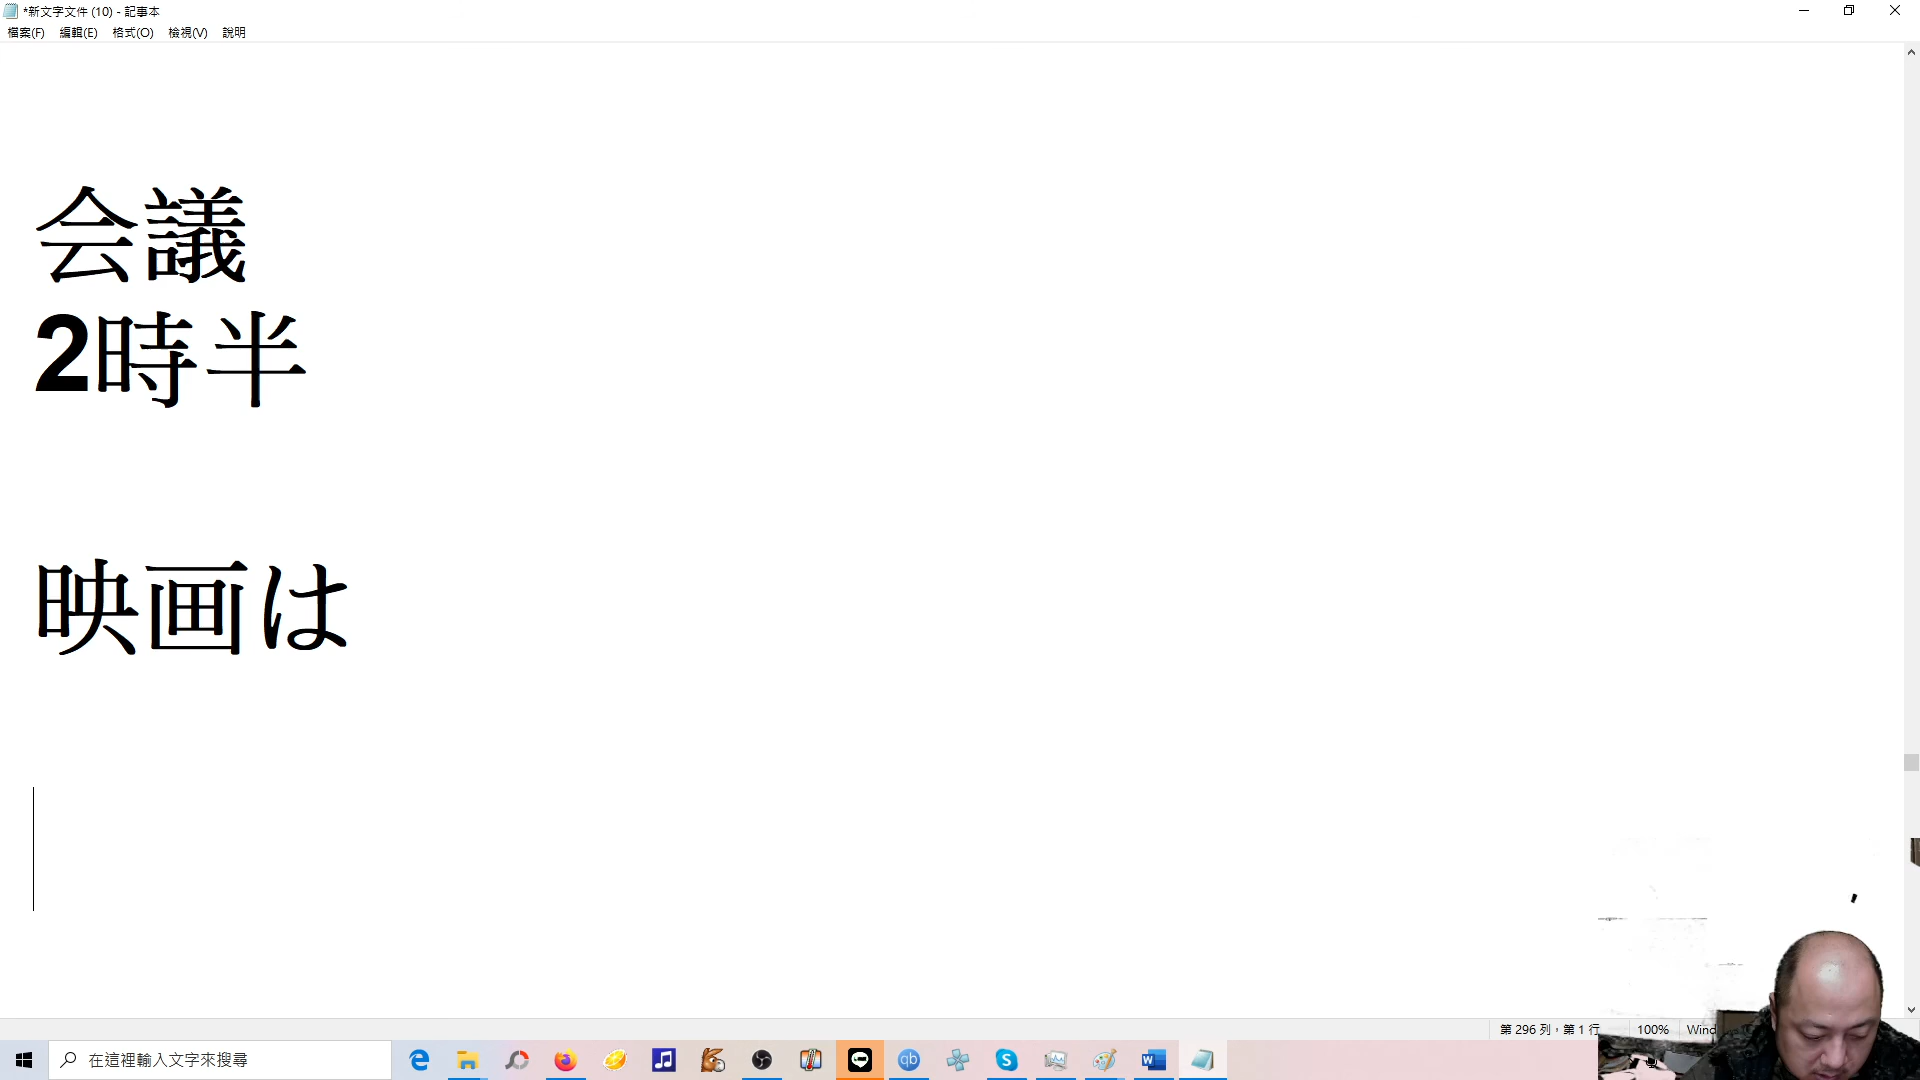 *新文字文件 (10) - 記事本
檔案(F) 編輯(E) 格式(O) 檢視(V) 說明
会議
2時半
映画は
第 296 列，第 1 行 100% Wind
在這裡輸入文字來搜尋